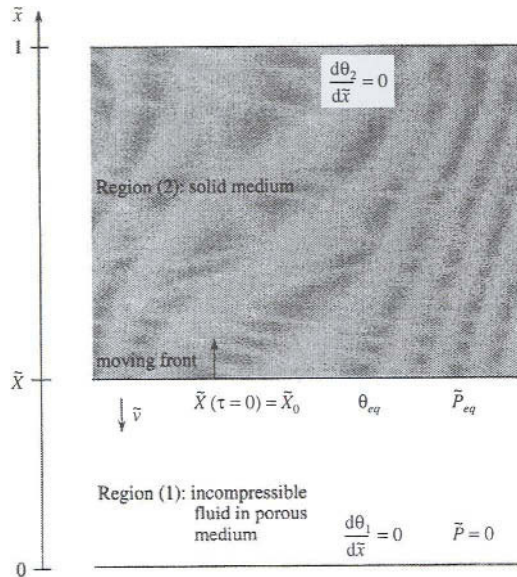 x̃
1
dθ₂/dx̃ = 0
Region (2): solid medium
moving front
X̃
ṽ
X̃ (τ = 0) = X̃₀
θ_eq
P̃_eq
Region (1): incompressible
fluid in porous
medium
dθ₁/dx̃ = 0
P̃ = 0
0